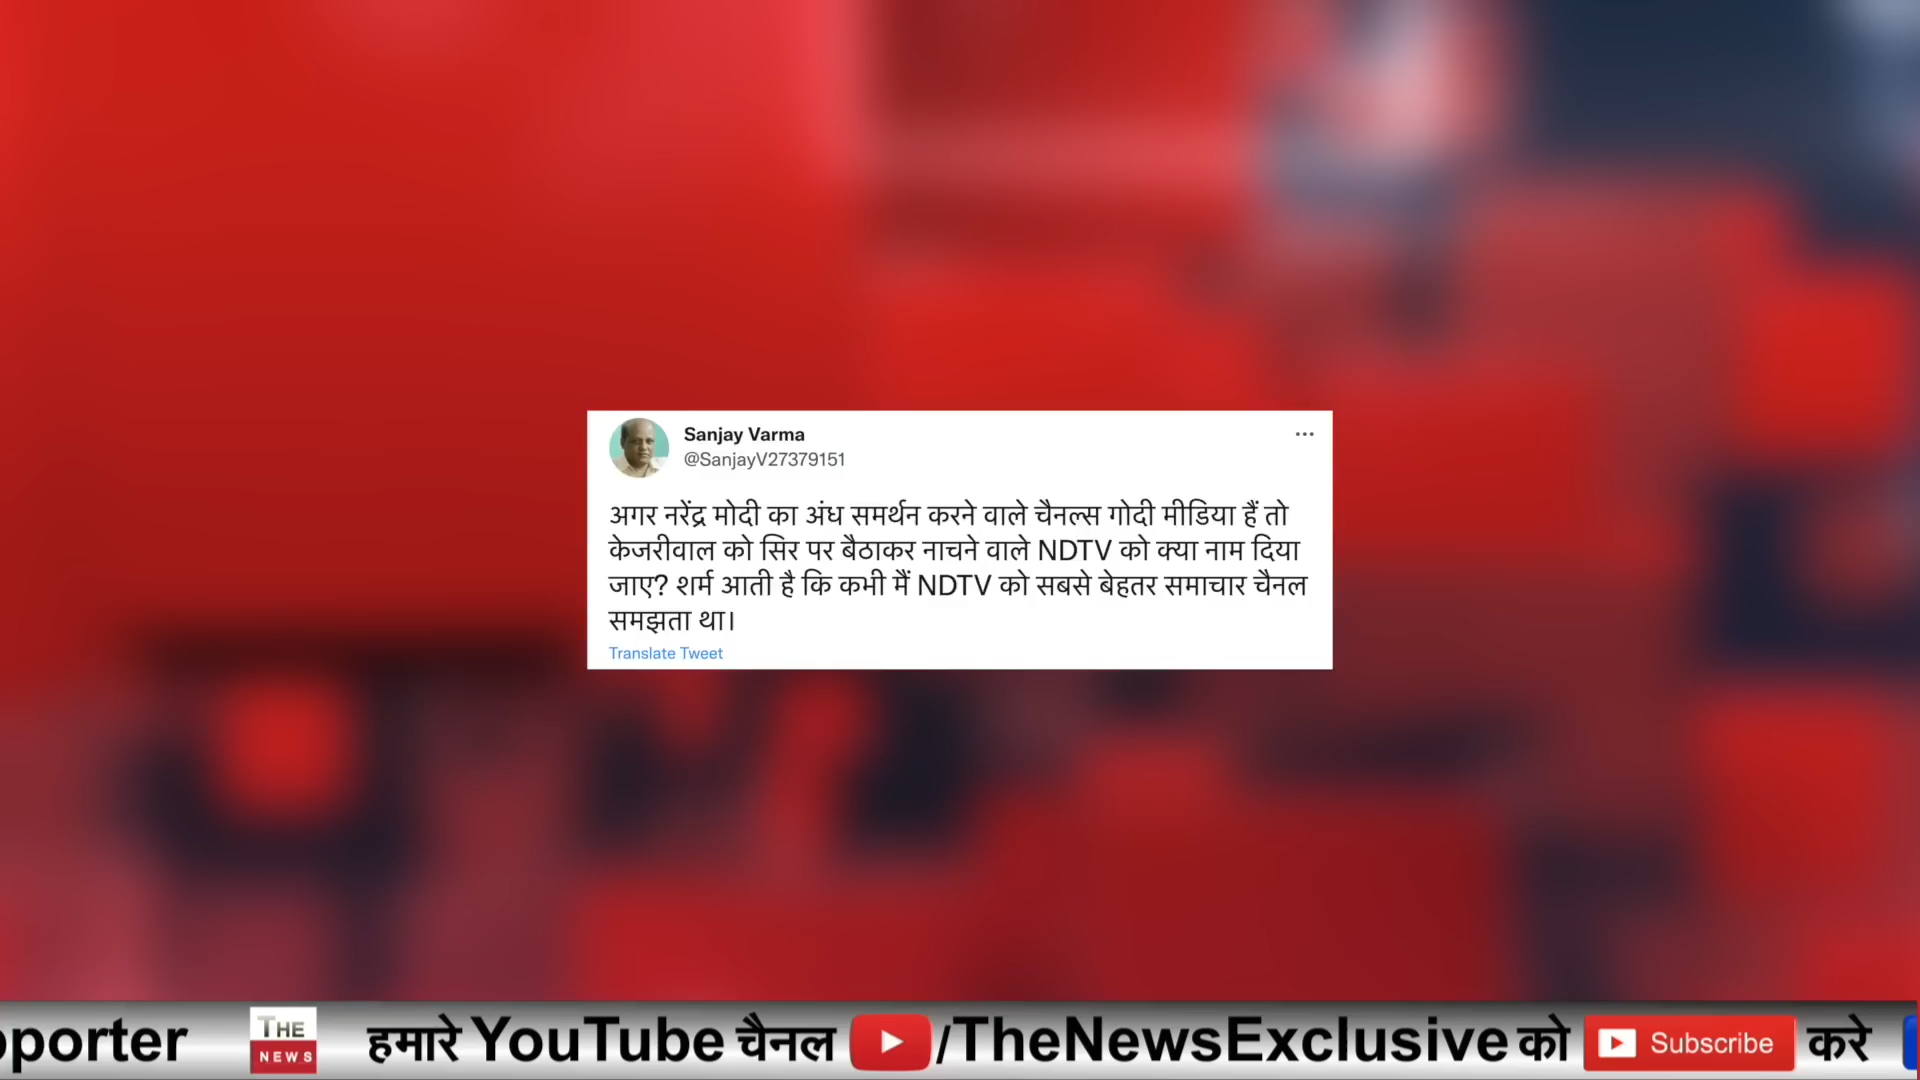 Sanjay Varma
@SanjayV27379151
अगर नरेंद्र मोदी का अंध समर्थन करने वाले चैनल्स गोदी मीडिया हैं तो
केजरीवाल को सिर पर बैठाकर नाचने वाले NDTV को क्या नाम दिया
जाए? शर्म आती है कि कभी मैं NDTV को सबसे बेहतर समाचार चैनल
समझता था।
Translate Tweet
porter THE NEWS हमारे YouTube चैनल /TheNewsExclusive को Subscribe करे